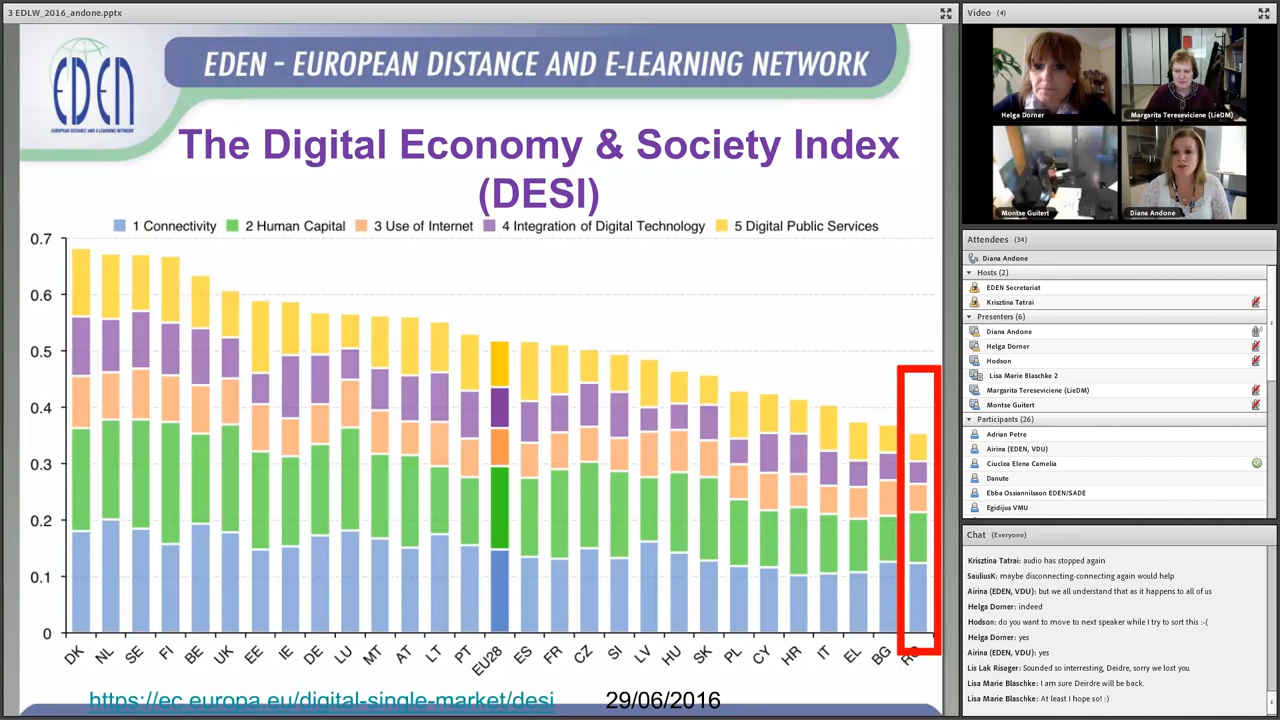 3 EDLW_2016_andone.pptx
EDEN
EUROPEAN DISTANCE AND E-LEARNING NETWORK
EDEN – EUROPEAN DISTANCE AND E-LEARNING NETWORK
The Digital Economy & Society Index
(DESI)
1 Connectivity 2 Human Capital 3 Use of Internet 4 Integration of Digital Technology 5 Digital Public Services
0.7
0.6
0.5
0.4
0.3
0.2
0.1
0
DK NL SE FI BE UK EE IE DE LU MT AT LT PT EU28 ES FR CZ SI LV HU SK PL CY HR IT EL BG RO
https://ec.europa.eu/digital-single-market/desi
29/06/2016
Video (4)
Helga Dorner
Margarita Tereseviciene (LieDM)
Montse Guitert
Diana Andone
Attendees (34)
Diana Andone
Hosts (2)
EDEN Secretariat
Krisztina Tatrai
Presenters (6)
Diana Andone
Helga Dorner
Hodson
Lisa Marie Blaschke 2
Margarita Tereseviciene (LieDM)
Montse Guitert
Participants (26)
Adrian Petre
Airina (EDEN, VDU)
Ciuclea Elena Camelia
Danute
Ebba Ossiannilsson EDEN/SADE
Egidijus VMU
Chat (Everyone)
Krisztina Tatrai: audio has stopped again
SauliusK: maybe disconnecting-connecting again would help
Airina (EDEN, VDU): but we all understand that as it happens to all of us
Helga Dorner: indeed
Hodson: do you want to move to next speaker while I try to sort this :-(
Helga Dorner: yes
Airina (EDEN, VDU): yes
Lis Lak Risager: Sounded so interesting, Deidre, sorry we lost you.
Lisa Marie Blaschke: I am sure Deirdre will be back.
Lisa Marie Blaschke: At least I hope so! :)